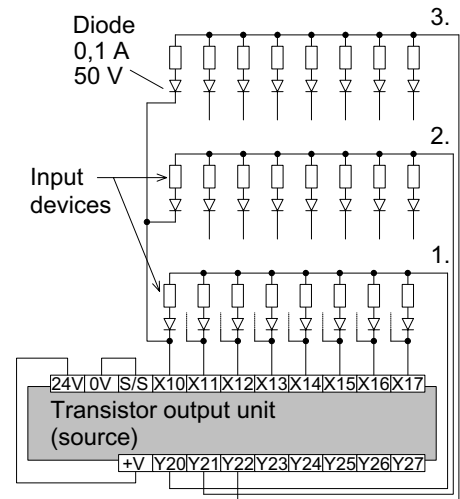 3.
Diode
0,1 A
50 V
2.
Input
devices
1.
24V 0V S/S X10 X11 X12 X13 X14 X15 X16 X17
Transistor output unit
(source)
+V Y20 Y21 Y22 Y23 Y24 Y25 Y26 Y27